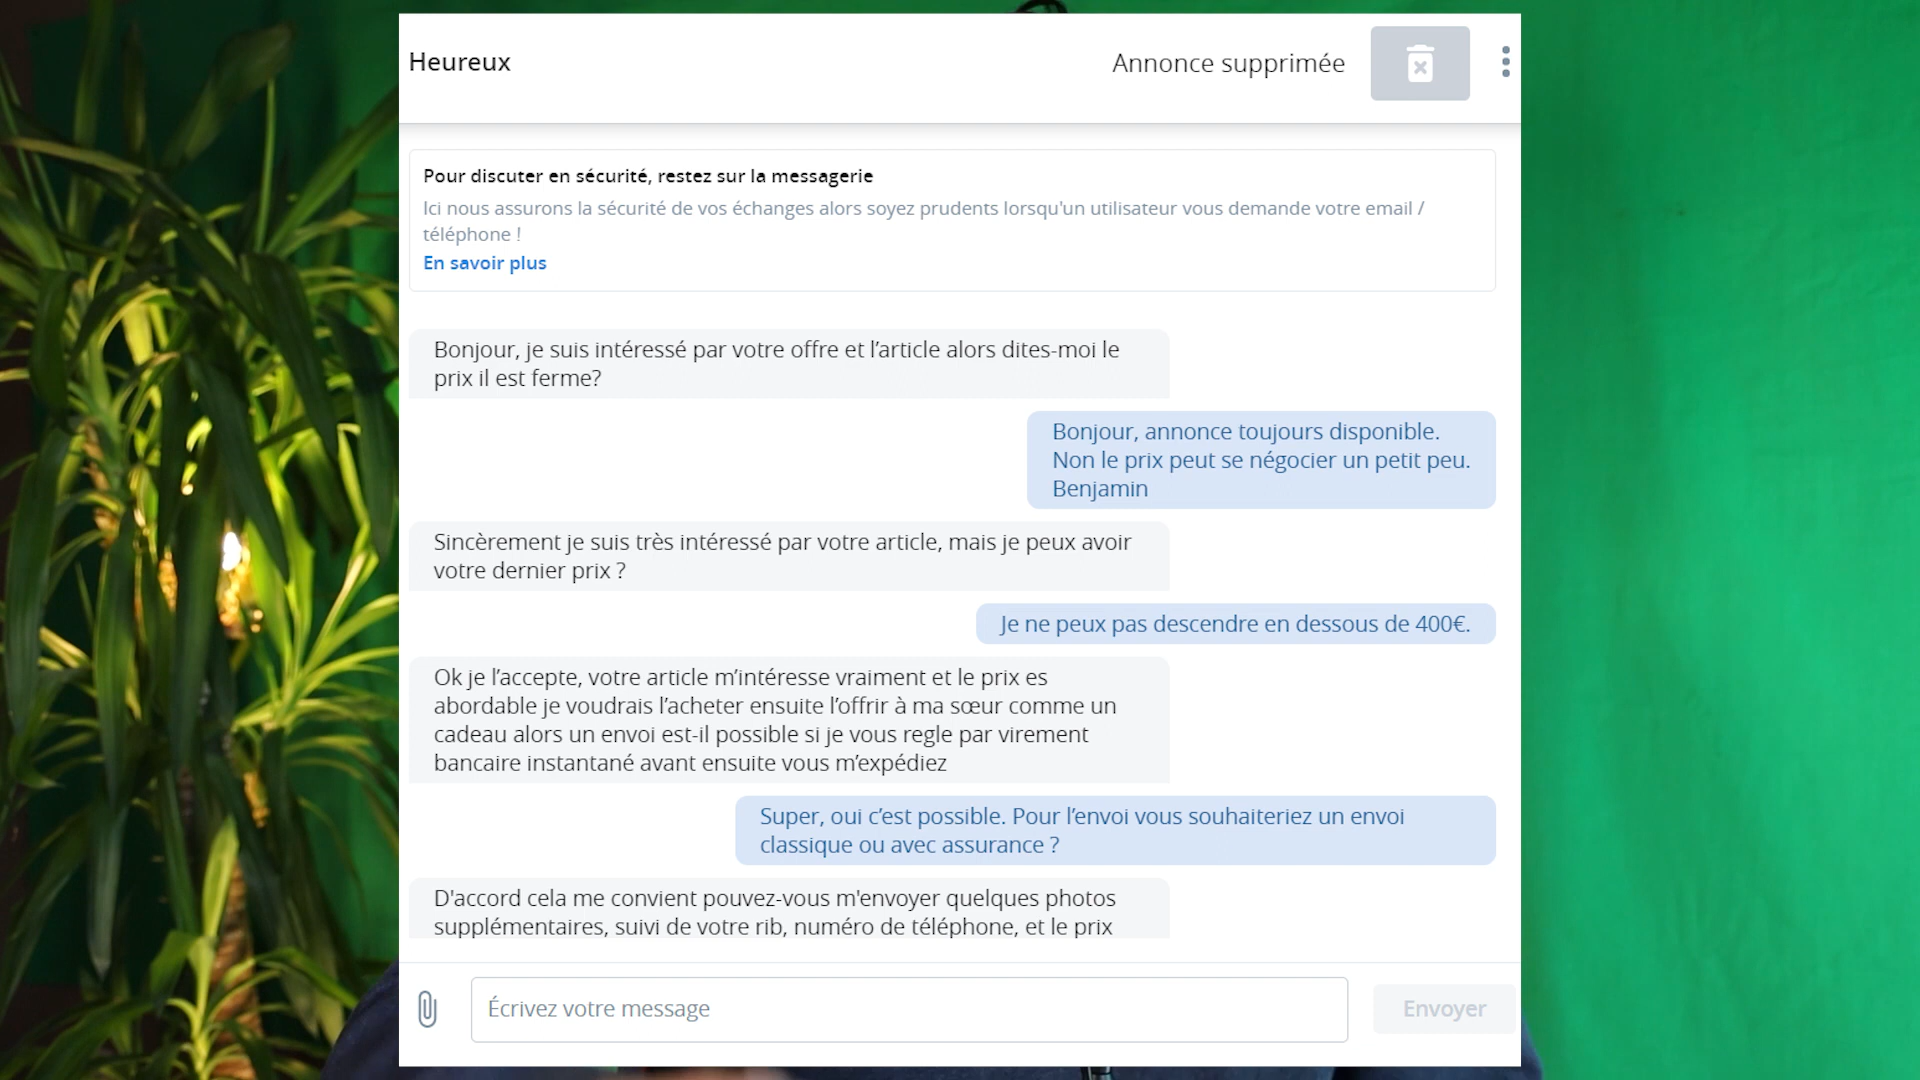 Heureux
Annonce supprimée
Pour discuter en sécurité, restez sur la messagerie
Ici nous assurons la sécurité de vos échanges alors soyez prudents lorsqu'un utilisateur vous demande votre email /
téléphone !
En savoir plus
Bonjour, je suis intéressé par votre offre et l’article alors dites-moi le
prix il est ferme?
Bonjour, annonce toujours disponible.
Non le prix peut se négocier un petit peu.
Benjamin
Sincèrement je suis très intéressé par votre article, mais je peux avoir
votre dernier prix ?
Je ne peux pas descendre en dessous de 400€.
Ok je l’accepte, votre article m’intéresse vraiment et le prix es
abordable je voudrais l’acheter ensuite l’offrir à ma sœur comme un
cadeau alors un envoi est-il possible si je vous regle par virement
bancaire instantané avant ensuite vous m’expédiez
Super, oui c’est possible. Pour l’envoi vous souhaiteriez un envoi
classique ou avec assurance ?
D'accord cela me convient pouvez-vous m'envoyer quelques photos
supplémentaires, suivi de votre rib, numéro de téléphone, et le prix
Écrivez votre message
Envoyer